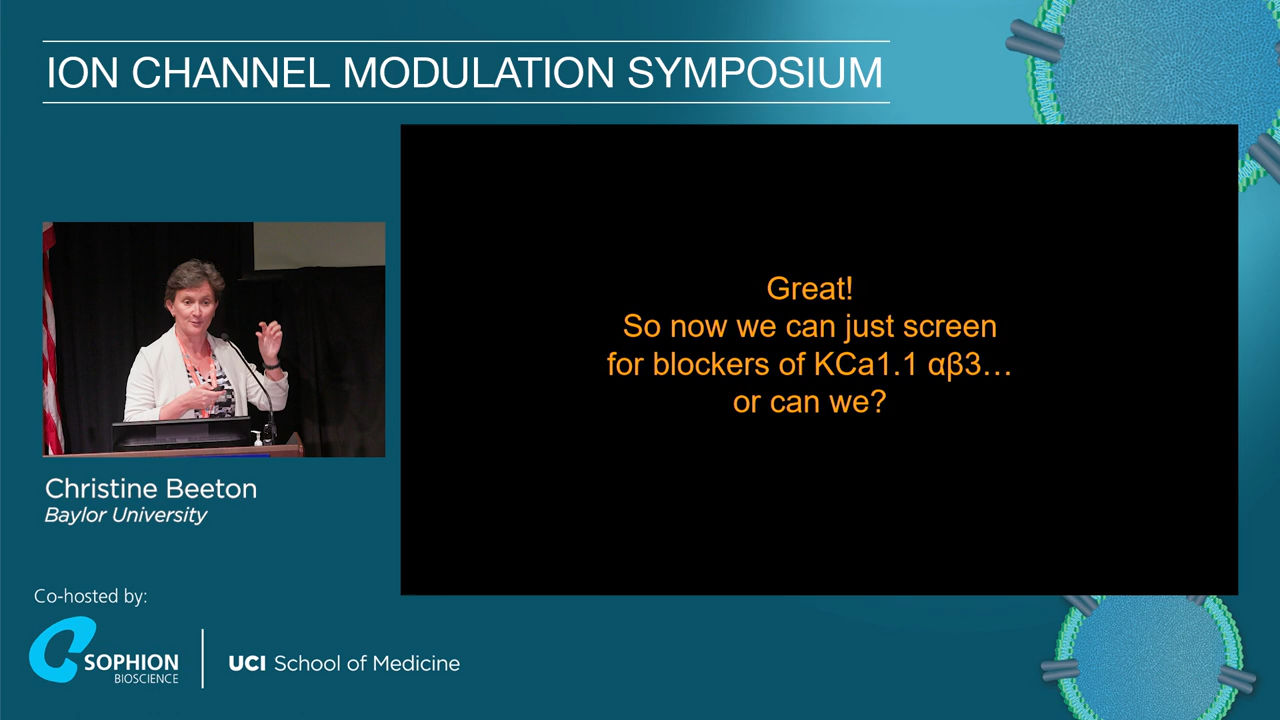 ION CHANNEL MODULATION SYMPOSIUM
Great!
So now we can just screen
for blockers of KCa1.1 αβ3…
or can we?
Christine Beeton
Baylor University
Co-hosted by:
SOPHION
BIOSCIENCE
UCI School of Medicine